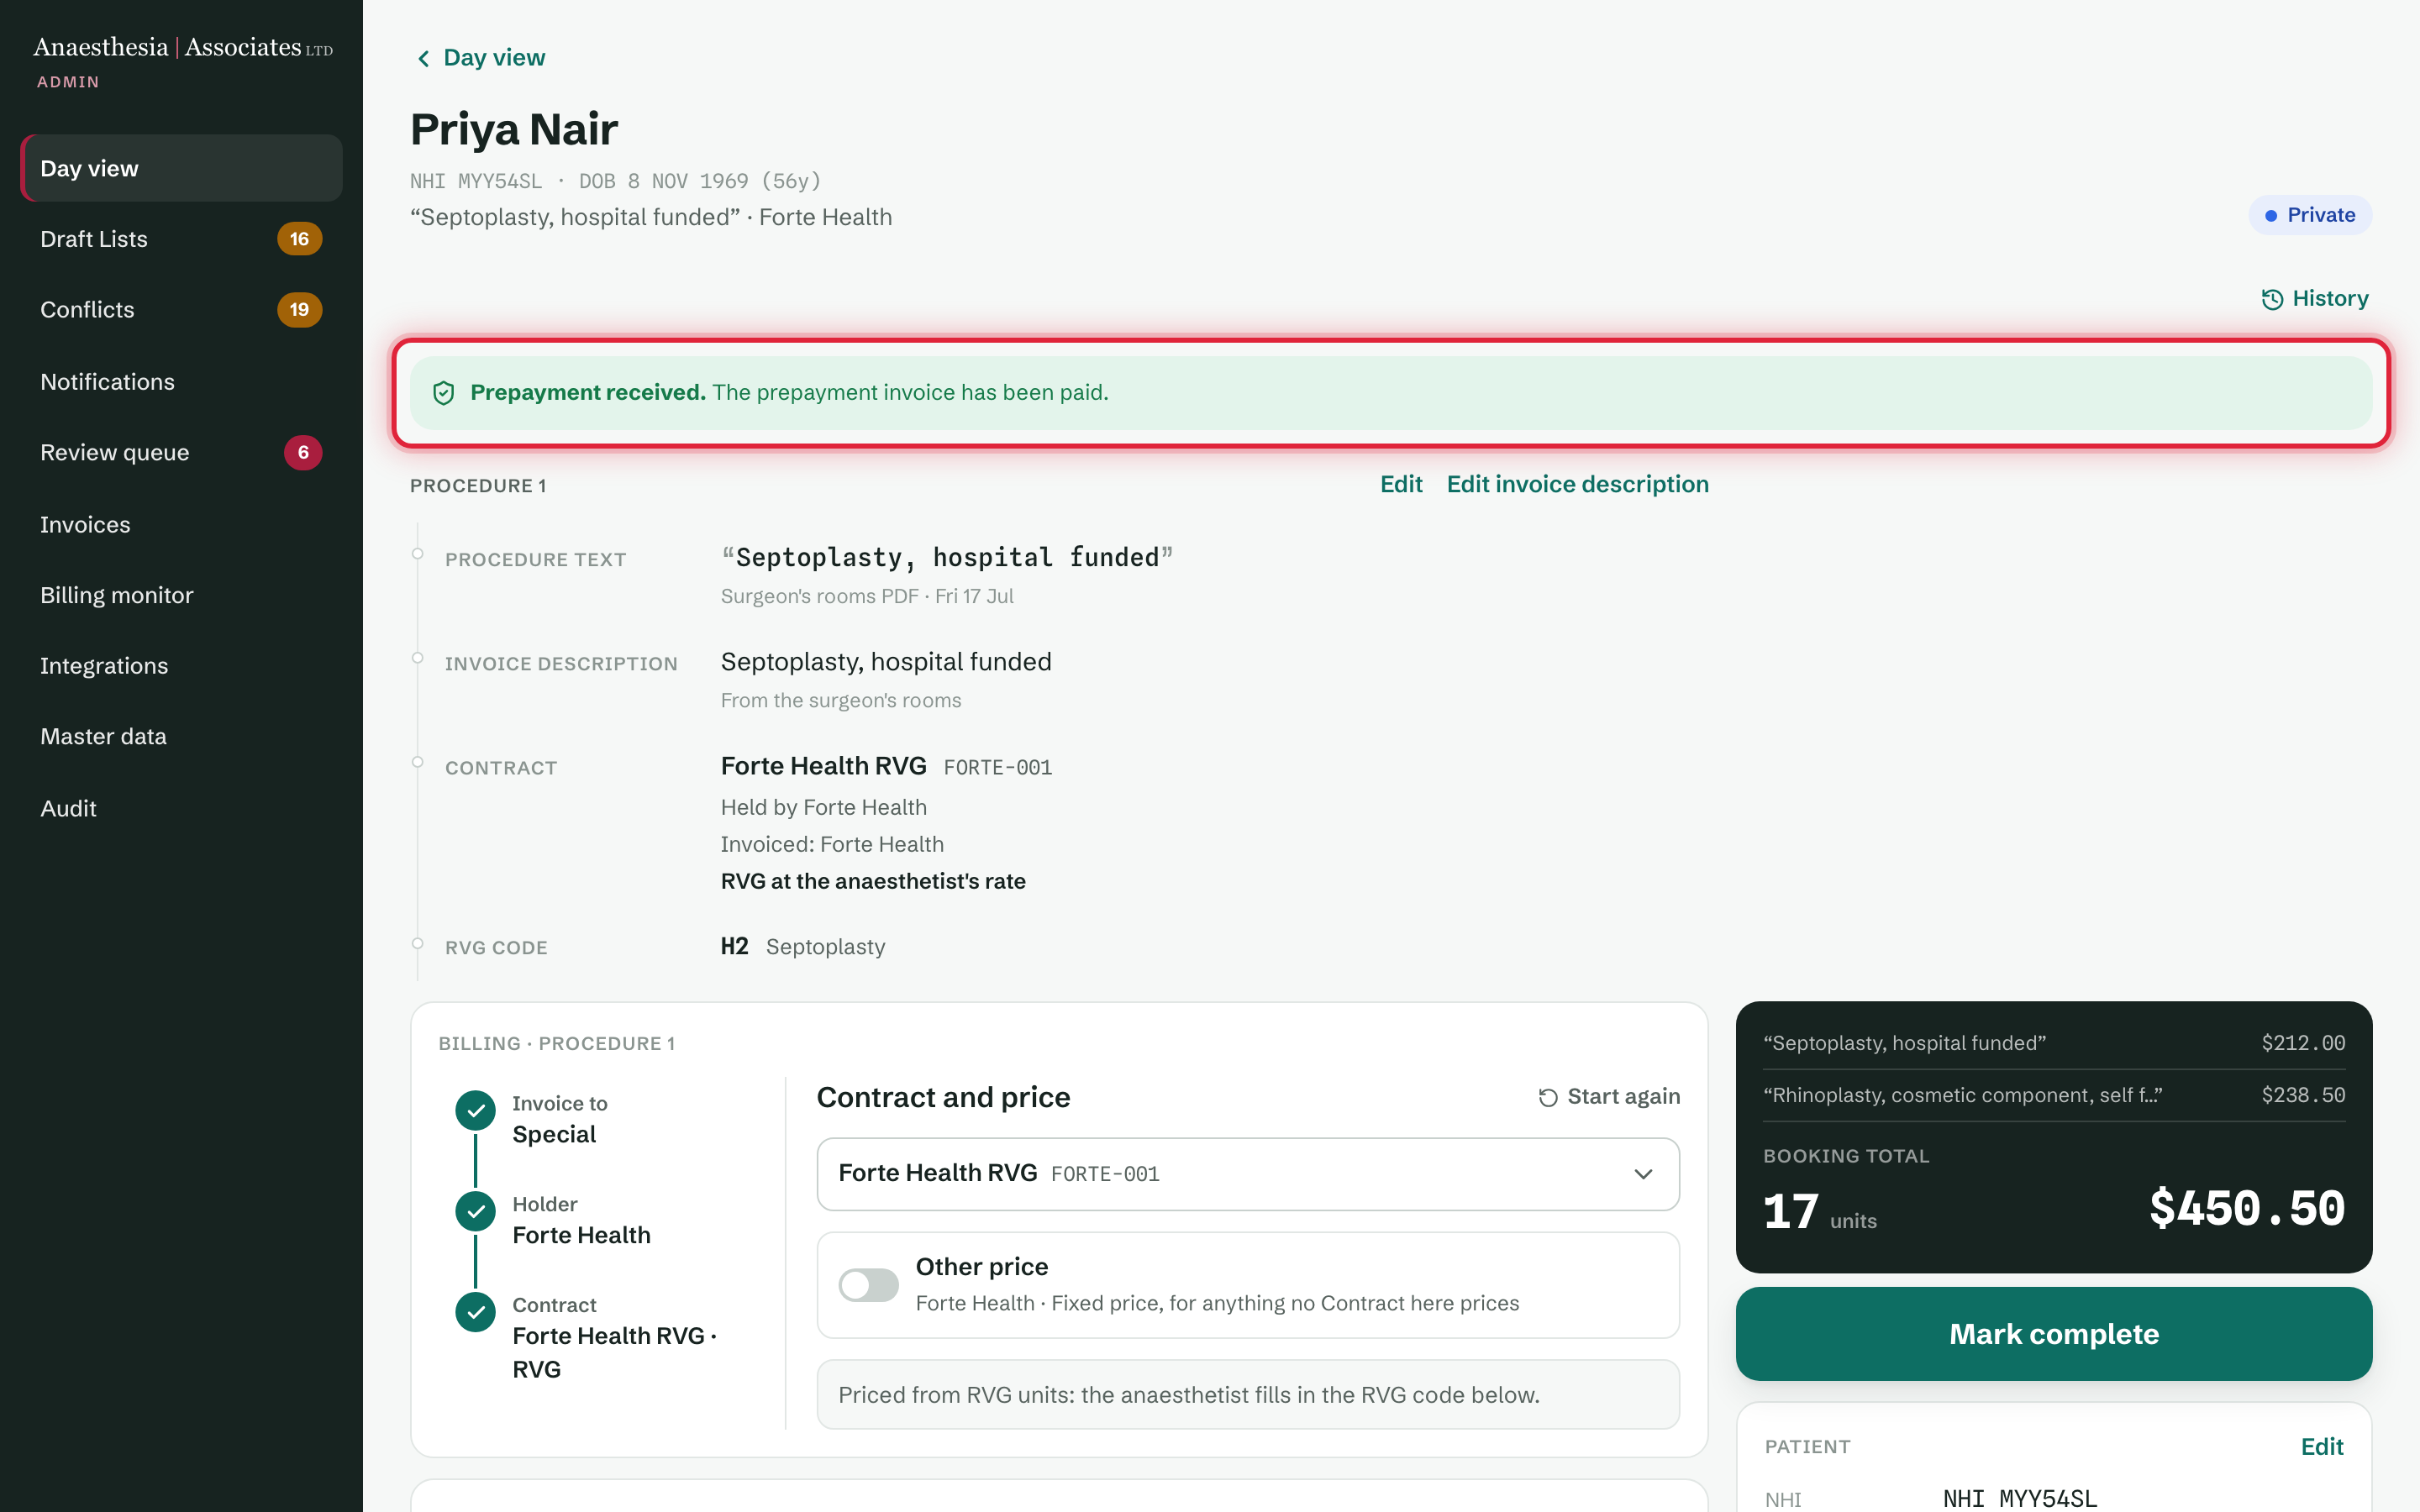 Anaesthesia | Associates LTD
ADMIN
Day view
Draft Lists 16
Conflicts 19
Notifications
Review queue 6
Invoices
Billing monitor
Integrations
Master data
Audit
Day view
Priya Nair
NHI MYY54SL · DOB 8 NOV 1969 (56y)
“Septoplasty, hospital funded” · Forte Health
Private
History
Prepayment received. The prepayment invoice has been paid.
PROCEDURE 1 Edit Edit invoice description
PROCEDURE TEXT “Septoplasty, hospital funded”
Surgeon's rooms PDF · Fri 17 Jul
INVOICE DESCRIPTION Septoplasty, hospital funded
From the surgeon's rooms
CONTRACT Forte Health RVG FORTE-001
Held by Forte Health
Invoiced: Forte Health
RVG at the anaesthetist's rate
RVG CODE H2 Septoplasty
BILLING · PROCEDURE 1
Invoice to
Special
Holder
Forte Health
Contract
Forte Health RVG ·
RVG
Contract and price Start again
Forte Health RVG FORTE-001
Other price
Forte Health · Fixed price, for anything no Contract here prices
Priced from RVG units: the anaesthetist fills in the RVG code below.
“Septoplasty, hospital funded” $212.00
“Rhinoplasty, cosmetic component, self f...” $238.50
BOOKING TOTAL
17 units $450.50
Mark complete
PATIENT Edit
NHI NHI MYY54SL